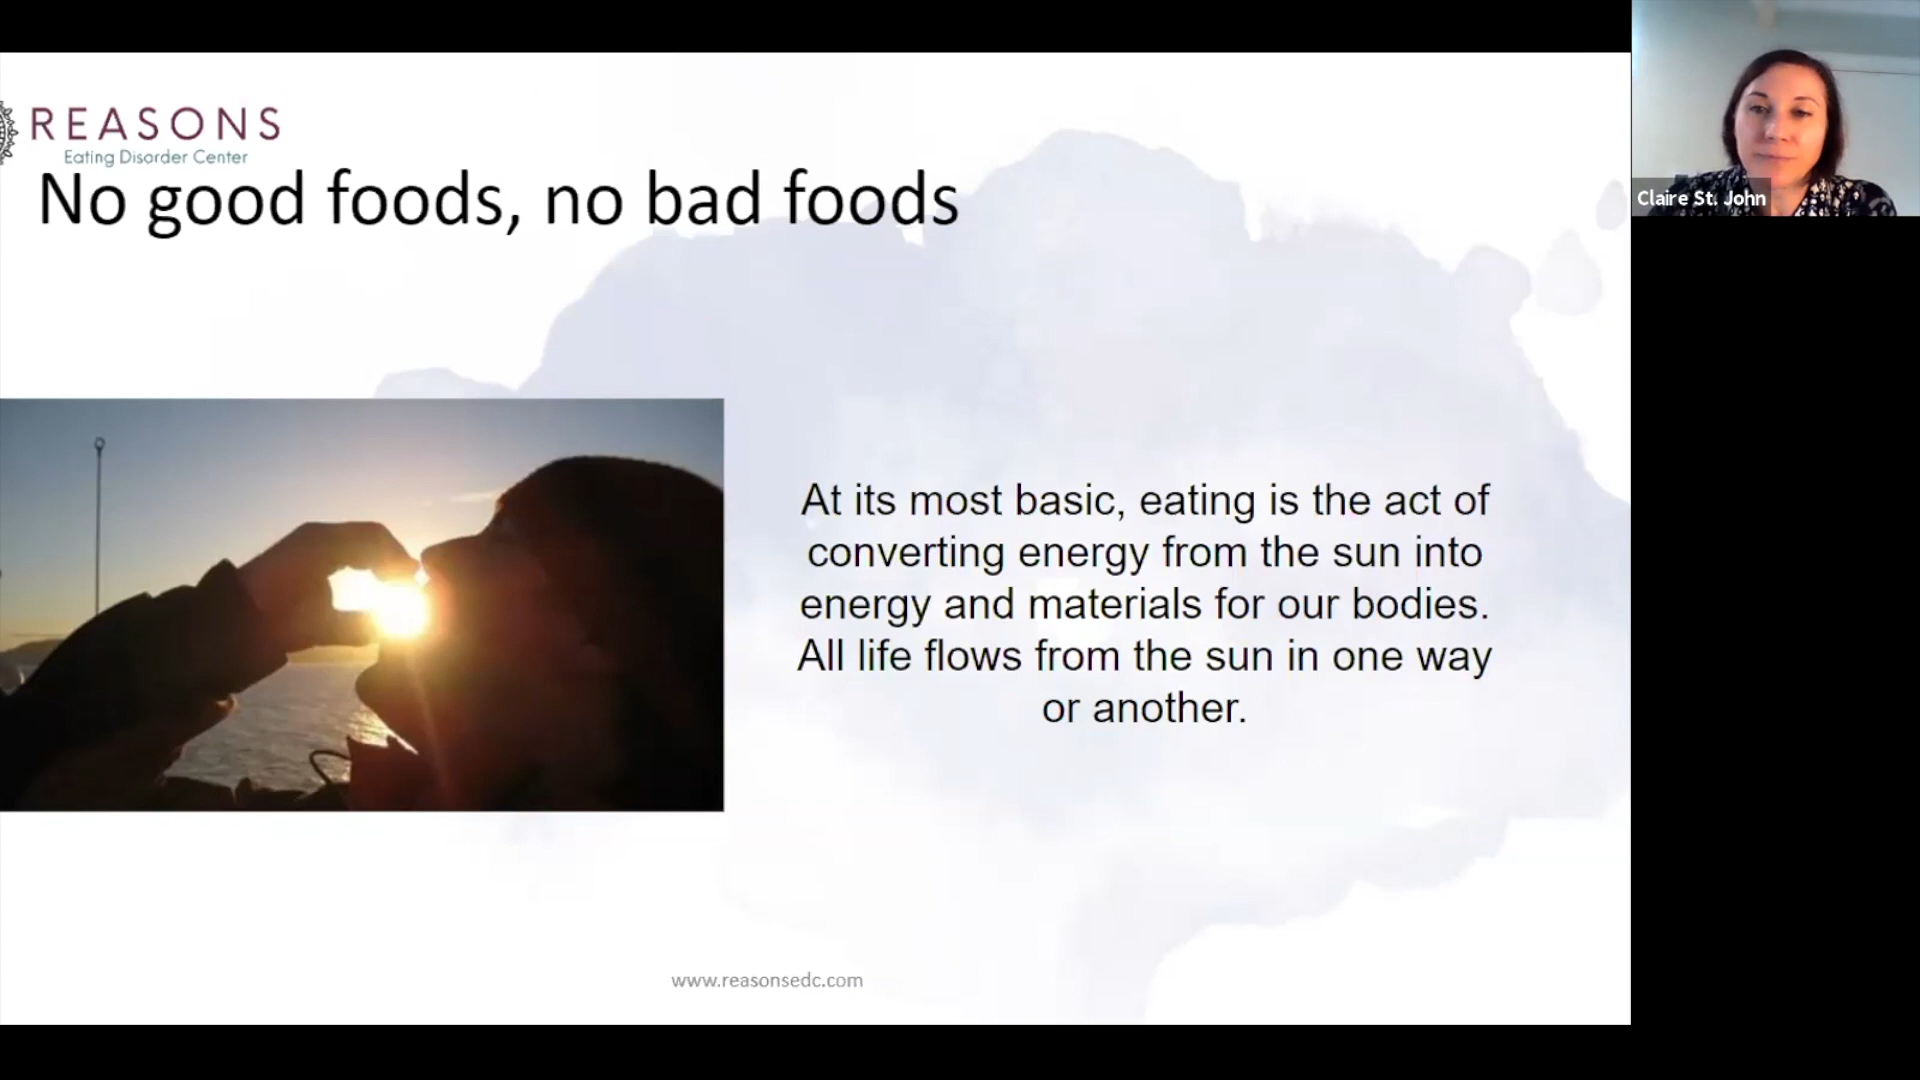 REASONS
Eating Disorder Center
No good foods, no bad foods
Claire St. John
At its most basic, eating is the act of
converting energy from the sun into
energy and materials for our bodies.
All life flows from the sun in one way
or another.
www.reasonsedc.com